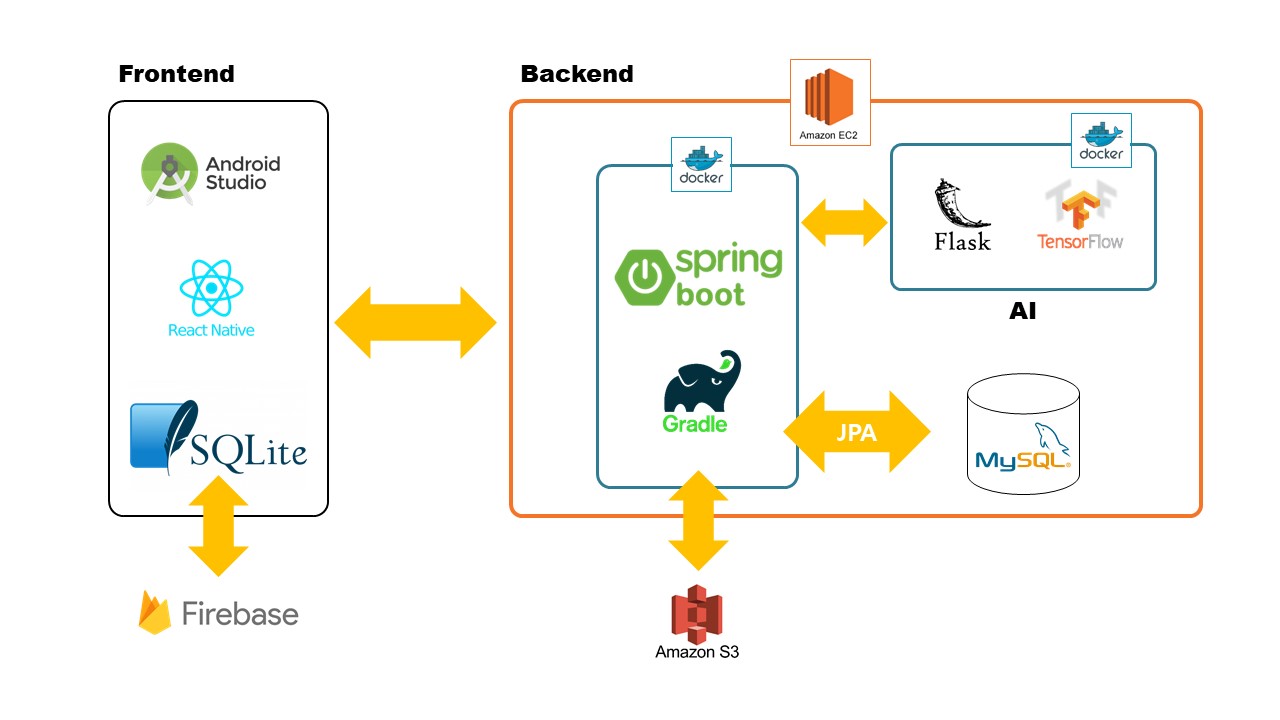 Frontend
Android
Studio
React Native
SQLite
Firebase
Backend
Amazon EC2
docker
spring
boot
Gradle
docker
Flask
TensorFlow
AI
JPA
MySQL
Amazon S3